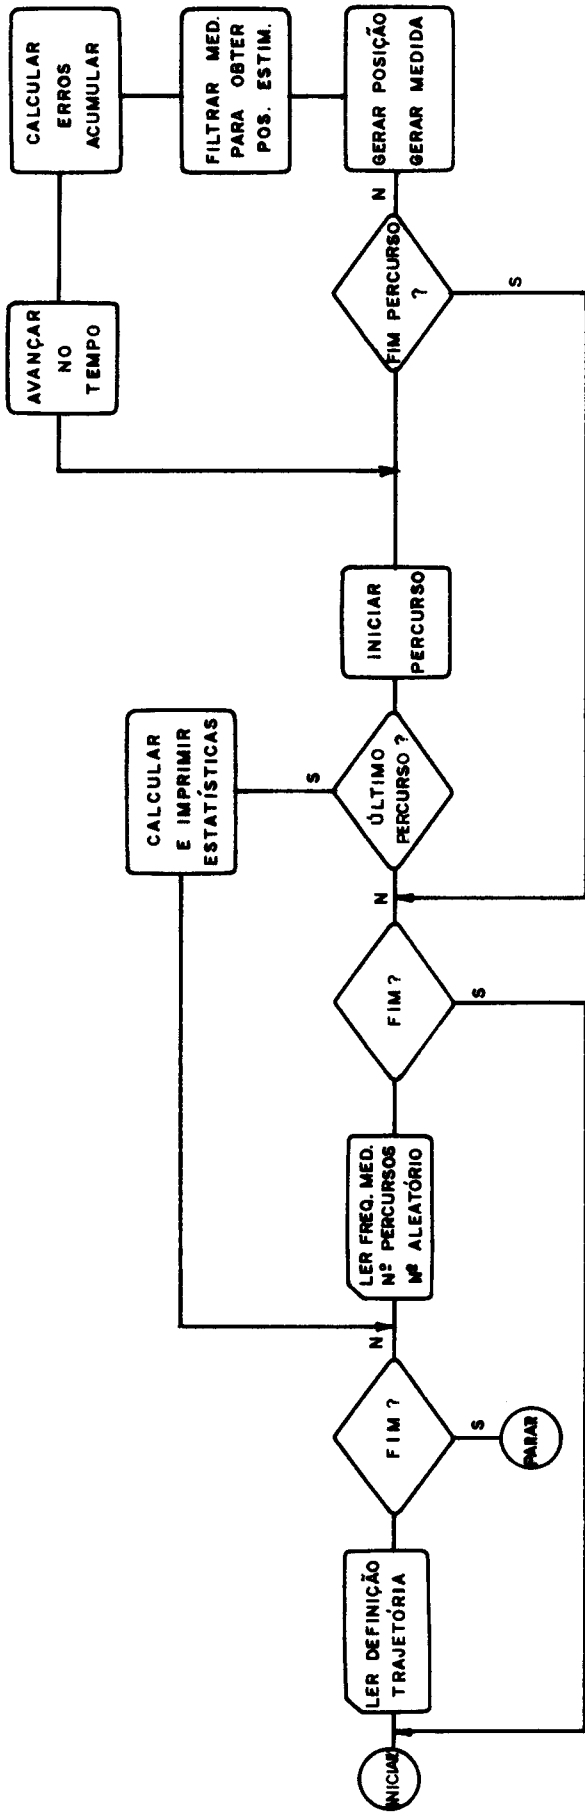 INICIAR
LER DEFINIÇÃO
TRAJETÓRIA
FIM?
S
PARAR
N
LER FREQ. MED.
Nº PERCURSOS
Nº ALEATÓRIO
FIM?
S
N
ÚLTIMO
PERCURSO?
S
CALCULAR
E IMPRIMIR
ESTATÍSTICAS
INICIAR
PERCURSO
FIM PERCURSO
?
S
N
GERAR POSIÇÃO
GERAR MEDIDA
FILTRAR MED.
PARA OBTER
POS. ESTIM.
CALCULAR
ERROS
ACUMULAR
AVANÇAR
NO
TEMPO